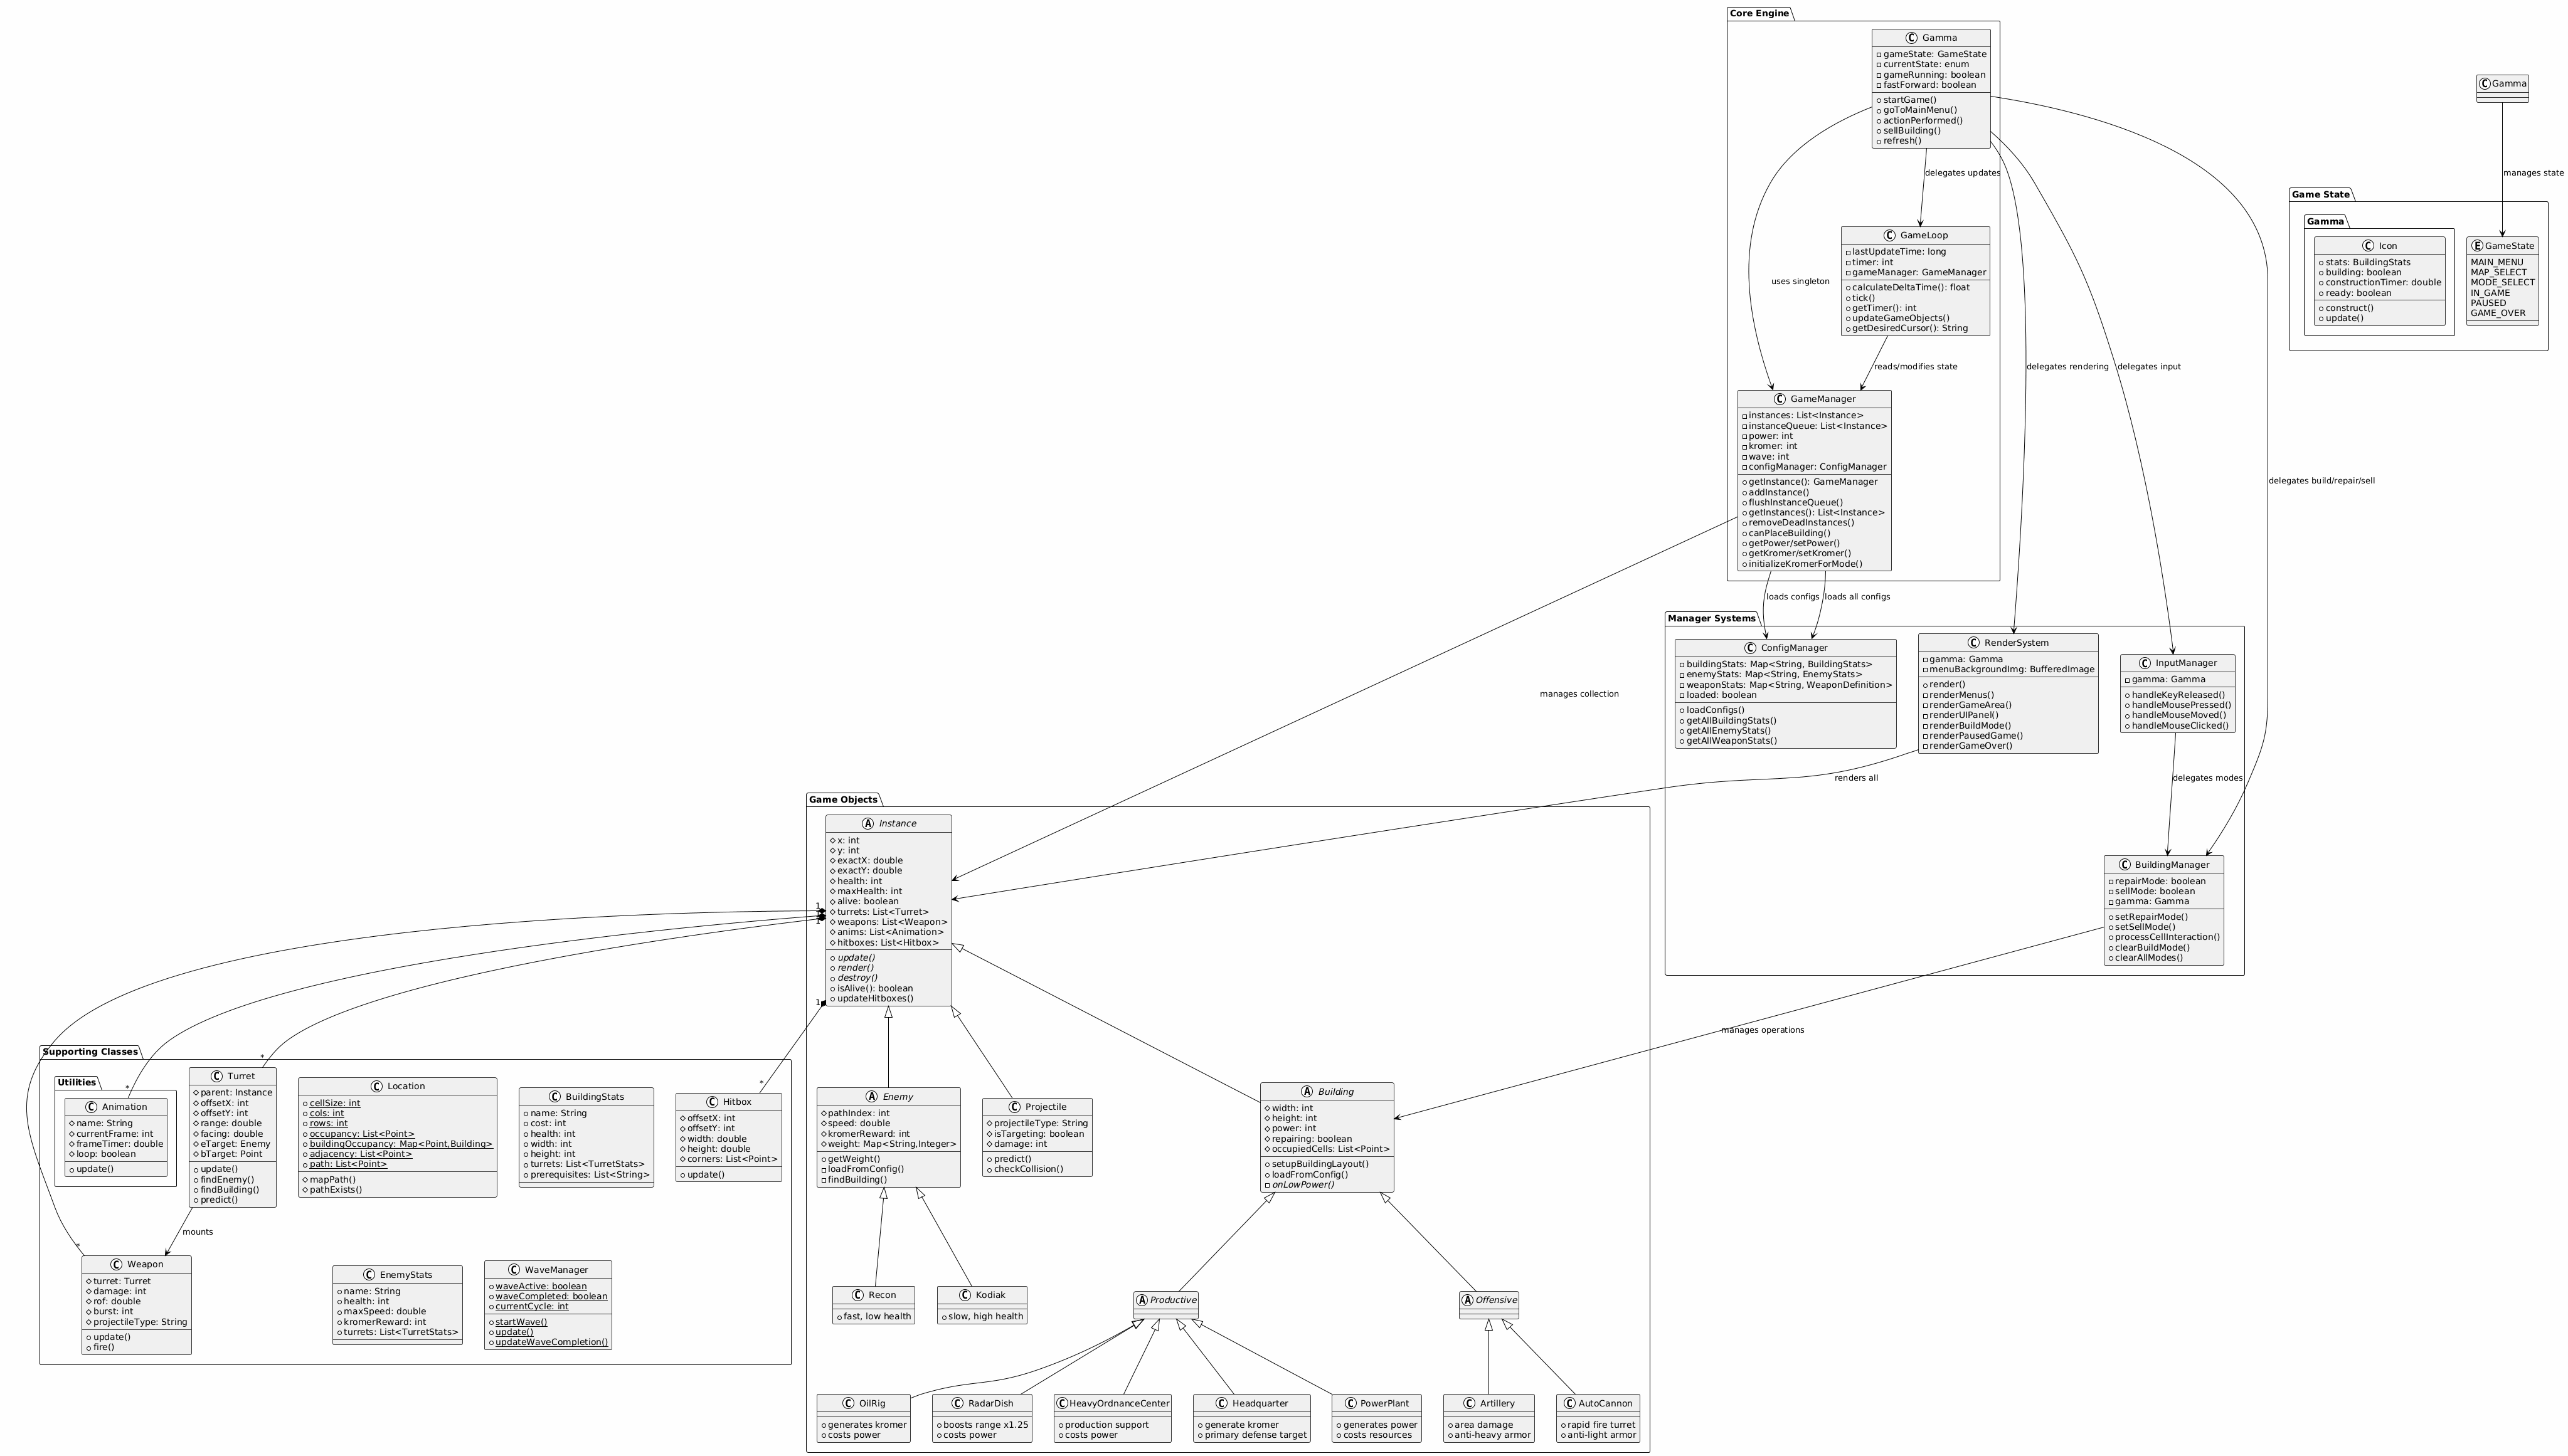 Core Engine
C Gamma
gameState: GameState
currentState: enum
gameRunning: boolean
fastForward: boolean
startGame()
goToMainMenu()
actionPerformed()
sellBuilding()
refresh()
delegates updates
uses singleton
C GameLoop
lastUpdateTime: long
timer: int
gameManager: GameManager
calculateDeltaTime(): float
tick()
getTimer(): int
updateGameObjects()
getDesiredCursor(): String
reads/modifies state
delegates rendering
delegates input
delegates build/repair/sell
C GameManager
instances: List<Instance>
instanceQueue: List<Instance>
power: int
kromer: int
wave: int
configManager: ConfigManager
getInstance(): GameManager
addInstance()
flushInstanceQueue()
getInstances(): List<Instance>
removeDeadInstances()
canPlaceBuilding()
getPower/setPower()
getKromer/setKromer()
initializeKromerForMode()
loads configs
loads all configs
manages collection
C Gamma
manages state
Game State
Gamma
C Icon
stats: BuildingStats
building: boolean
constructionTimer: double
ready: boolean
construct()
update()
E GameState
MAIN_MENU
MAP_SELECT
MODE_SELECT
IN_GAME
PAUSED
GAME_OVER
Manager Systems
C ConfigManager
buildingStats: Map<String, BuildingStats>
enemyStats: Map<String, EnemyStats>
weaponStats: Map<String, WeaponDefinition>
loaded: boolean
loadConfigs()
getAllBuildingStats()
getAllEnemyStats()
getAllWeaponStats()
C RenderSystem
gamma: Gamma
menuBackgroundImg: BufferedImage
render()
renderMenus()
renderGameArea()
renderUIPanel()
renderBuildMode()
renderPausedGame()
renderGameOver()
C InputManager
gamma: Gamma
handleKeyReleased()
handleMousePressed()
handleMouseMoved()
handleMouseClicked()
renders all
delegates modes
C BuildingManager
repairMode: boolean
sellMode: boolean
gamma: Gamma
setRepairMode()
setSellMode()
processCellInteraction()
clearBuildMode()
clearAllModes()
manages operations
Game Objects
A Instance
x: int
y: int
exactX: double
exactY: double
health: int
maxHealth: int
alive: boolean
turrets: List<Turret>
weapons: List<Weapon>
anims: List<Animation>
hitboxes: List<Hitbox>
update()
render()
destroy()
isAlive(): boolean
updateHitboxes()
1
1
1
1
A Enemy
pathIndex: int
speed: double
kromerReward: int
weight: Map<String,Integer>
getWeight()
loadFromConfig()
findBuilding()
C Projectile
projectileType: String
isTargeting: boolean
damage: int
predict()
checkCollision()
A Building
width: int
height: int
power: int
repairing: boolean
occupiedCells: List<Point>
setupBuildingLayout()
loadFromConfig()
onLowPower()
C Recon
fast, low health
C Kodiak
slow, high health
A Productive
A Offensive
C OilRig
generates kromer
costs power
C RadarDish
boosts range x1.25
costs power
C HeavyOrdnanceCenter
production support
costs power
C Headquarter
generate kromer
primary defense target
C PowerPlant
generates power
costs resources
C Artillery
area damage
anti-heavy armor
C AutoCannon
rapid fire turret
anti-light armor
Supporting Classes
Utilities
*
C Animation
name: String
currentFrame: int
frameTimer: double
loop: boolean
update()
*
C Turret
parent: Instance
offsetX: int
offsetY: int
range: double
facing: double
eTarget: Enemy
bTarget: Point
update()
findEnemy()
findBuilding()
predict()
C Location
cellSize: int
cols: int
rows: int
occupancy: List<Point>
buildingOccupancy: Map<Point,Building>
adjacency: List<Point>
path: List<Point>
mapPath()
pathExists()
C BuildingStats
name: String
cost: int
health: int
width: int
height: int
turrets: List<TurretStats>
prerequisites: List<String>
*
C Hitbox
offsetX: int
offsetY: int
width: double
height: double
corners: List<Point>
update()
mounts
*
C Weapon
turret: Turret
damage: int
rof: double
burst: int
projectileType: String
update()
fire()
C EnemyStats
name: String
health: int
maxSpeed: double
kromerReward: int
turrets: List<TurretStats>
C WaveManager
waveActive: boolean
waveCompleted: boolean
currentCycle: int
startWave()
update()
updateWaveCompletion()